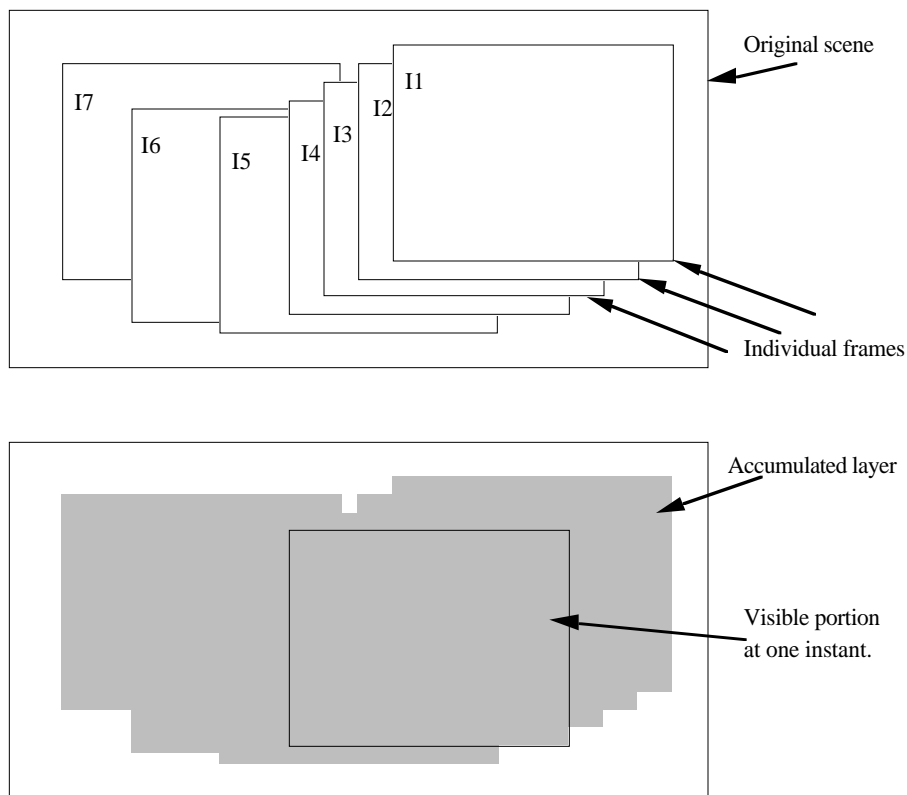 Original scene
I1
I7
I2
I3
I6
I4
I5
Individual frames
Accumulated layer
Visible portion
at one instant.